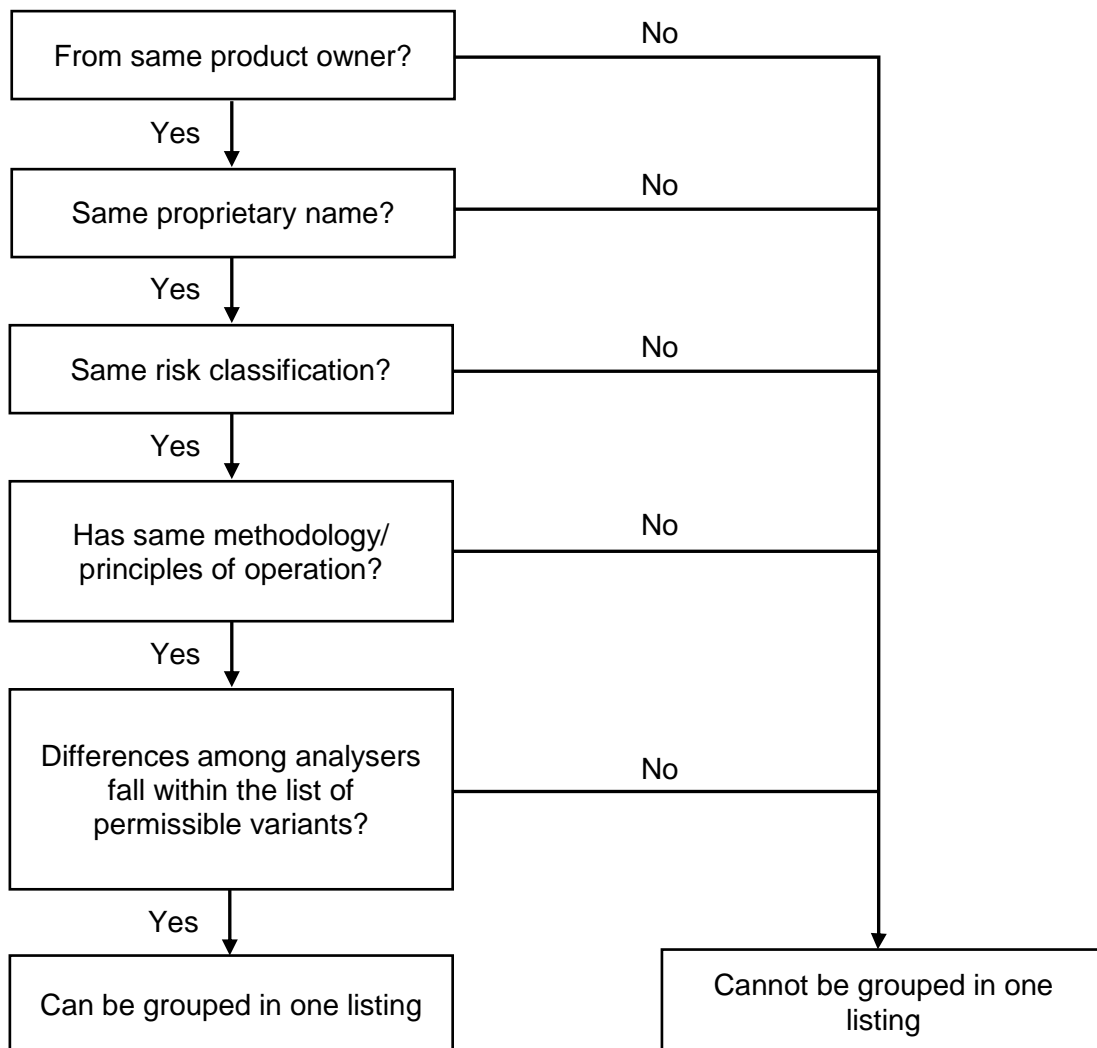 From same product owner?
No
Yes
Same proprietary name?
No
Yes
Same risk classification?
No
Yes
Has same methodology/
principles of operation?
No
Yes
Differences among analysers
fall within the list of
permissible variants?
No
Yes
Can be grouped in one listing
Cannot be grouped in one
listing